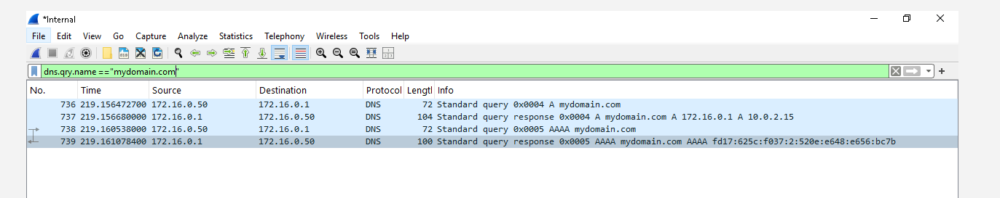 *Internal
File Edit View Go Capture Analyze Statistics Telephony Wireless Tools Help
dns.qry.name =="mydomain.com"
No. Time Source Destination Protocol Lengtl Info
736 219.156472700 172.16.0.50 172.16.0.1 DNS 72 Standard query 0x0004 A mydomain.com
737 219.156680000 172.16.0.1 172.16.0.50 DNS 104 Standard query response 0x0004 A mydomain.com A 172.16.0.1 A 10.0.2.15
738 219.160538000 172.16.0.50 172.16.0.1 DNS 72 Standard query 0x0005 AAAA mydomain.com
739 219.161078400 172.16.0.1 172.16.0.50 DNS 100 Standard query response 0x0005 AAAA mydomain.com AAAA fd17:625c:f037:2:520e:e648:e656:bc7b